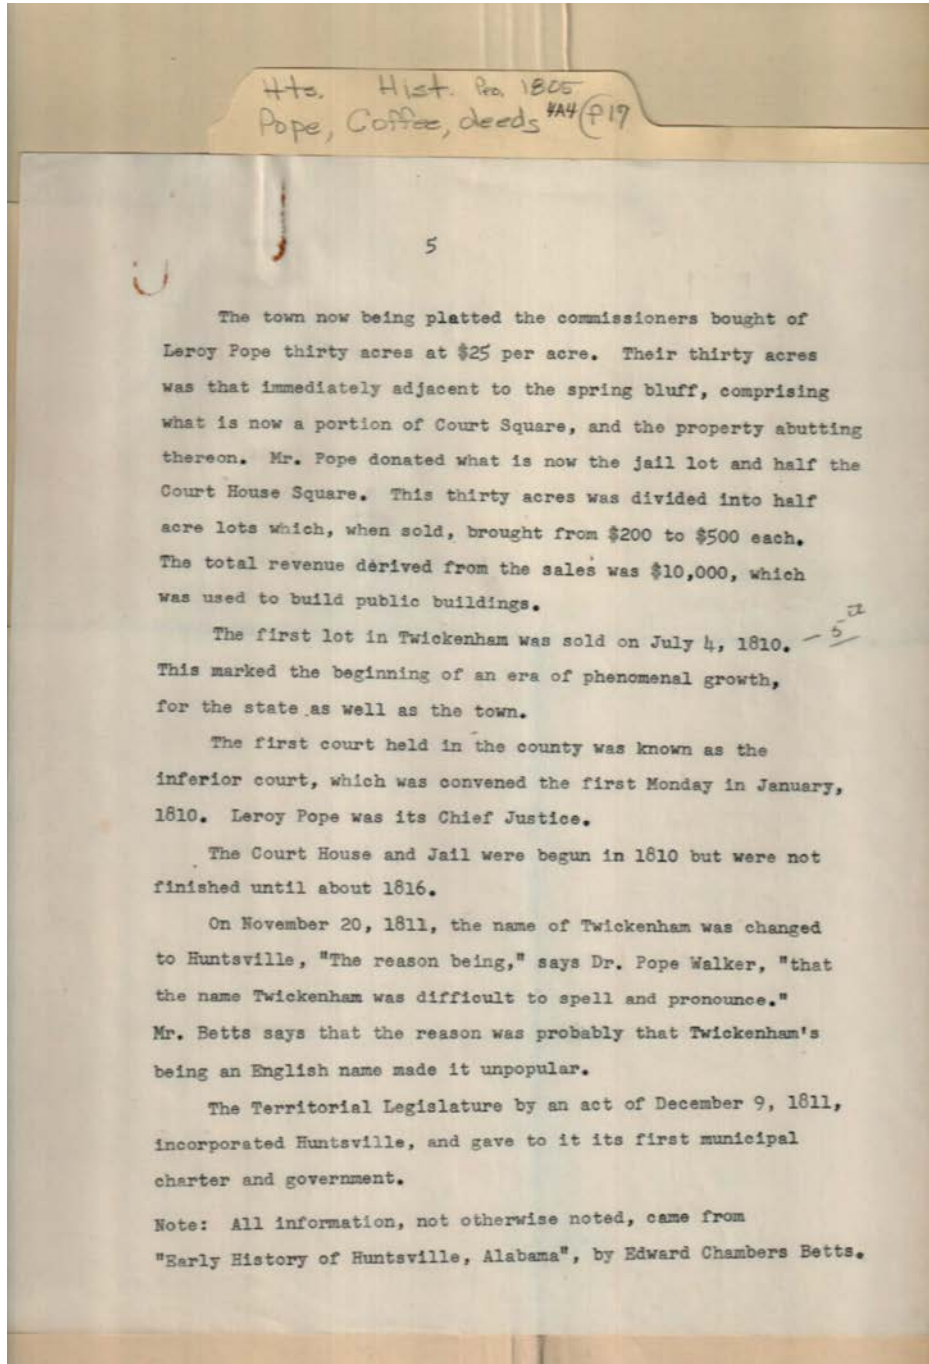 Hts. Hist. Pro. 1805
Pope, Coffee, deeds 4A4 P17
5
The town now being platted the commissioners bought of
Leroy Pope thirty acres at $25 per acre. Their thirty acres
was that immediately adjacent to the spring bluff, comprising
what is now a portion of Court Square, and the property abutting
thereon. Mr. Pope donated what is now the jail lot and half the
Court House Square. This thirty acres was divided into half
acre lots which, when sold, brought from $200 to $500 each.
The total revenue derived from the sales was $10,000, which
was used to build public buildings.
The first lot in Twickenham was sold on July 4, 1810. – 5
This marked the beginning of an era of phenomenal growth,
for the state as well as the town.
The first court held in the county was known as the
inferior court, which was convened the first Monday in January,
1810. Leroy Pope was its Chief Justice.
The Court House and Jail were begun in 1810 but were not
finished until about 1816.
On November 20, 1811, the name of Twickenham was changed
to Huntsville, "The reason being," says Dr. Pope Walker, "that
the name Twickenham was difficult to spell and pronounce."
Mr. Betts says that the reason was probably that Twickenham's
being an English name made it unpopular.
The Territorial Legislature by an act of December 9, 1811,
incorporated Huntsville, and gave to it its first municipal
charter and government.
Note: All information, not otherwise noted, came from
"Early History of Huntsville, Alabama", by Edward Chambers Betts.